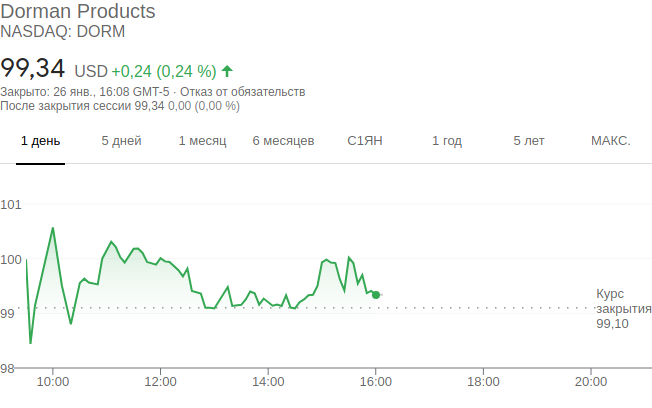 Dorman Products
NASDAQ: DORM
99,34 USD +0,24 (0,24 %)
Закрыто: 26 янв., 16:08 GMT-5 · Отказ от обязательств
После закрытия сессии 99,34 0,00 (0,00 %)
1 день 5 дней 1 месяц 6 месяцев С1ЯН 1 год 5 лет МАКС.
101
100
99
98
Курс
закрытия
99,10
10:00 12:00 14:00 16:00 18:00 20:00